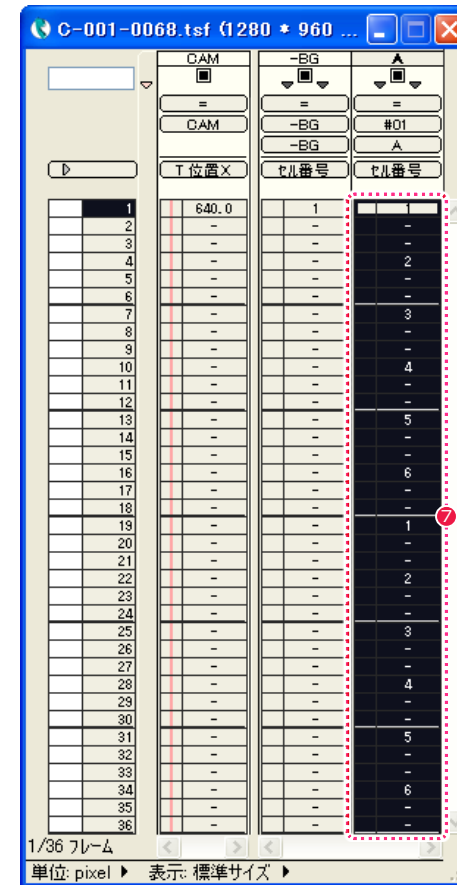 C-001-0068.tsf (1280 * 960 ...
CAM -BG A
= = =
CAM -BG #01
-BG A
T位置X セル番号 セル番号
1 640.0 1 1
2 - - -
3 - - -
4 - - 2
5 - - -
6 - - -
7 - - 3
8 - - -
9 - - -
10 - - 4
11 - - -
12 - - -
13 - - 5
14 - - -
15 - - -
16 - - 6
17 - - -
18 - - -
19 - - 1
20 - - -
21 - - -
22 - - 2
23 - - -
24 - - -
25 - - 3
26 - - -
27 - - -
28 - - 4
29 - - -
30 - - -
31 - - 5
32 - - -
33 - - -
34 - - 6
35 - - -
36 - - -
7
1/36 フレーム
単位: pixel 表示: 標準サイズ